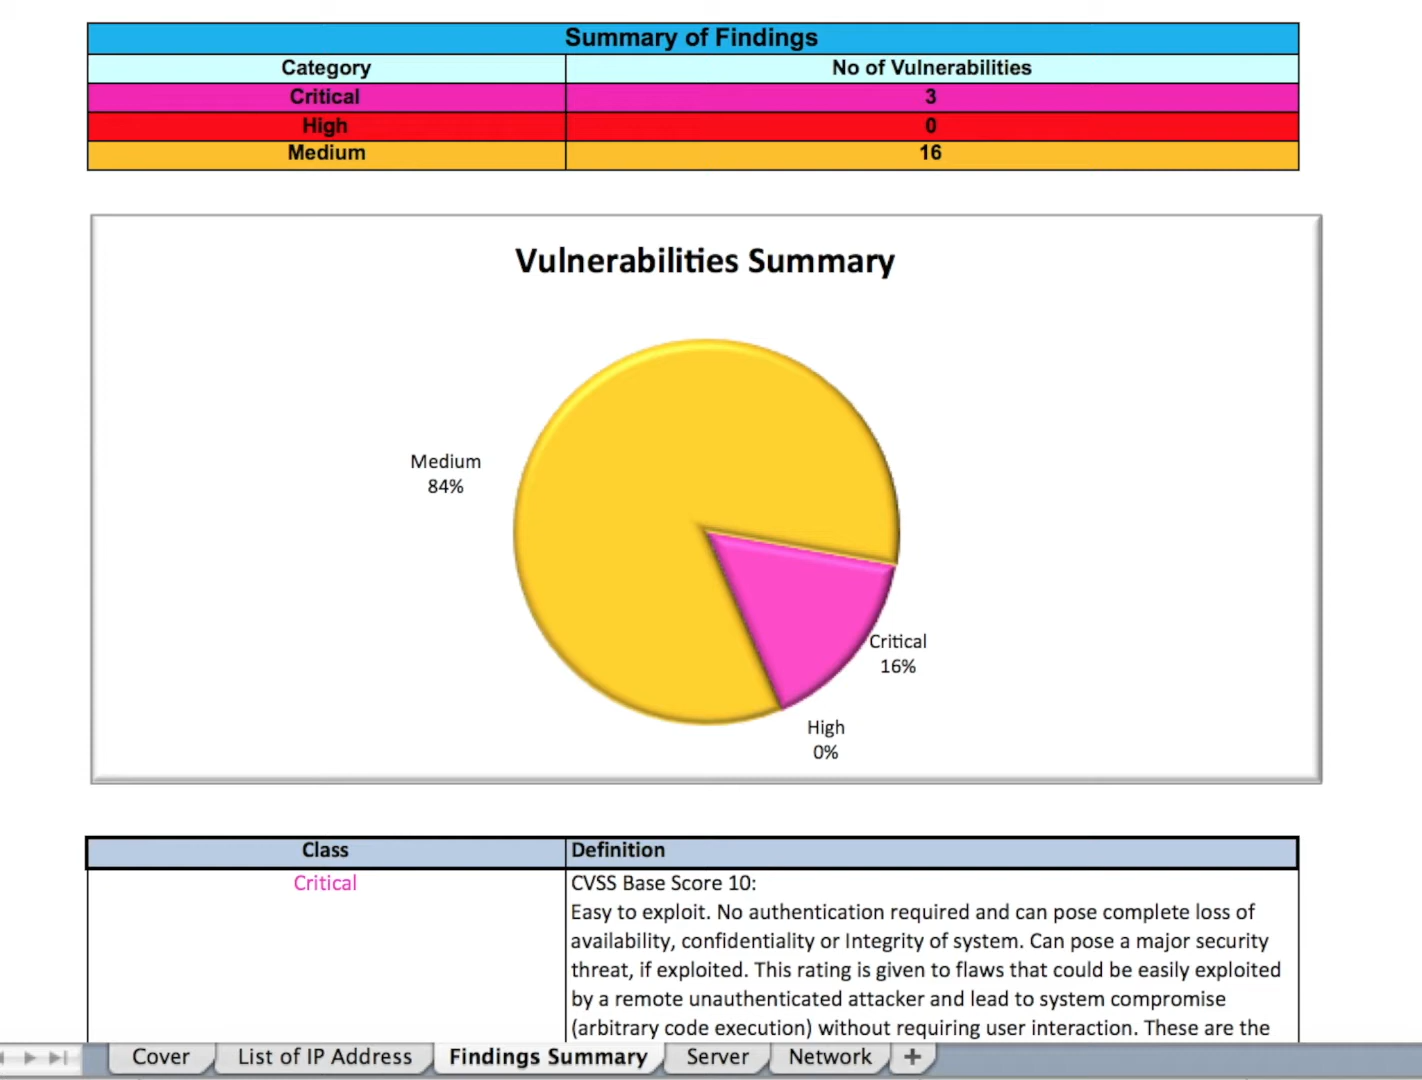 Summary of Findings
Category No of Vulnerabilities
Critical 3
High 0
Medium 16
Vulnerabilities Summary
Medium
84%
Critical
16%
High
0%
Class Definition
Critical CVSS Base Score 10:
Easy to exploit. No authentication required and can pose complete loss of
availability, confidentiality or Integrity of system. Can pose a major security
threat, if exploited. This rating is given to flaws that could be easily exploited
by a remote unauthenticated attacker and lead to system compromise
(arbitrary code execution) without requiring user interaction. These are the
Cover List of IP Address Findings Summary Server Network +